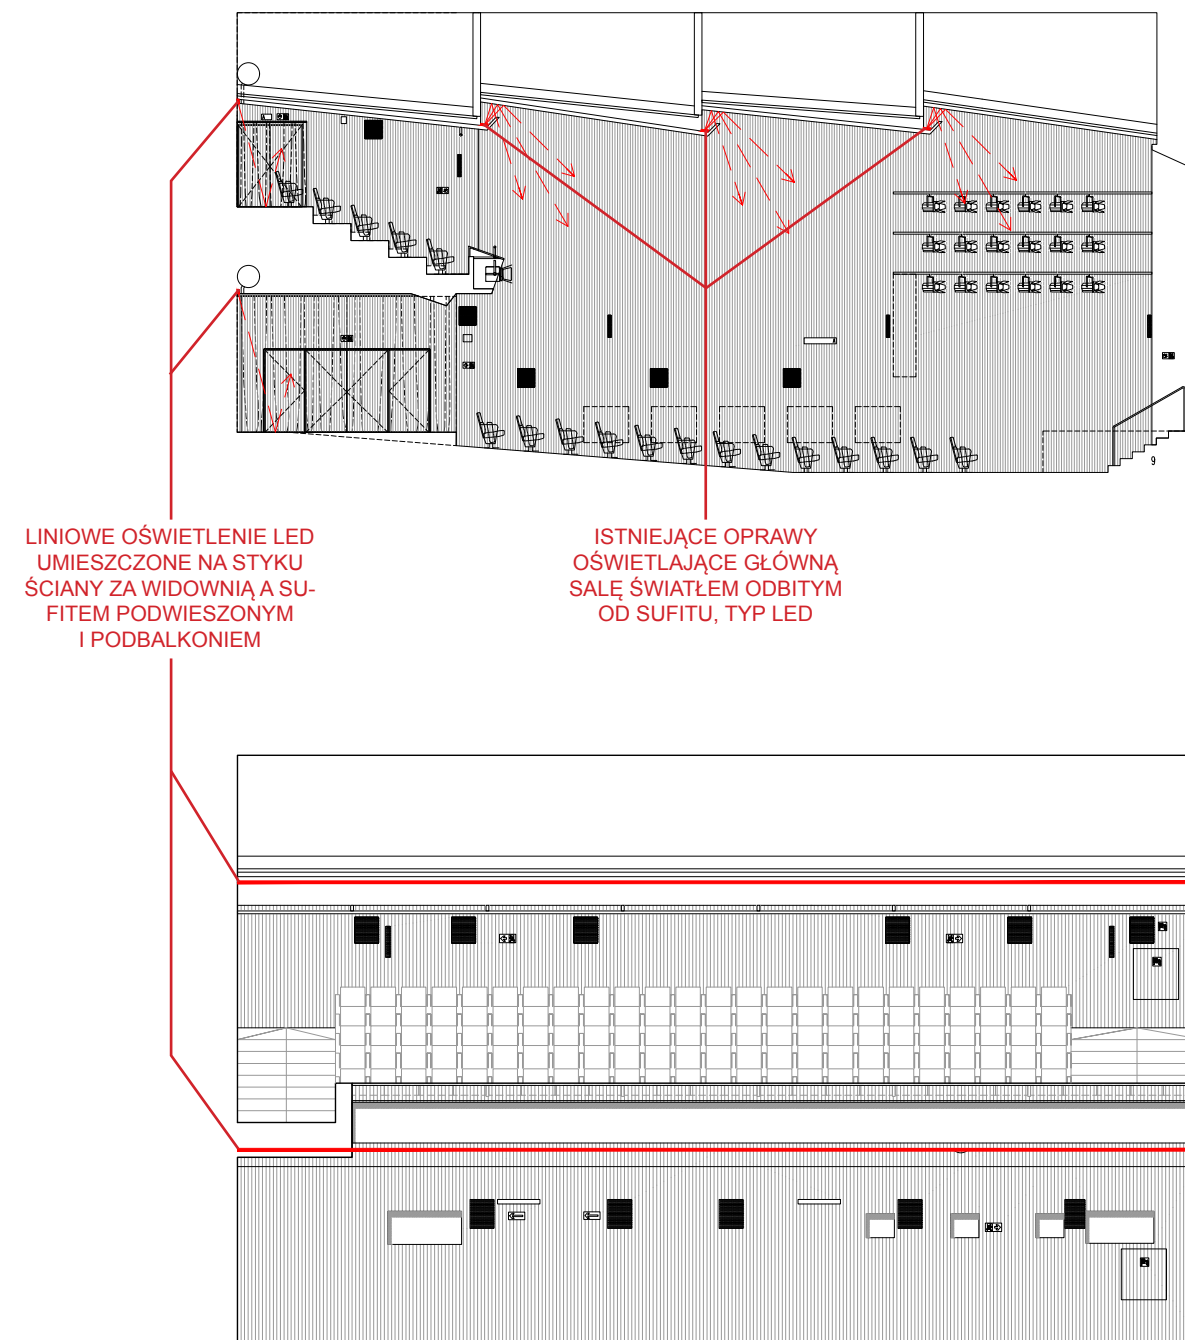 9
LINIOWE OŚWIETLENIE LED
UMIESZCZONE NA STYKU
ŚCIANY ZA WIDOWNIĄ A SU-
FITEM PODWIESZONYM
I PODBALKONIEM
ISTNIEJĄCE OPRAWY
OŚWIETLAJĄCE GŁÓWNĄ
SALĘ ŚWIATŁEM ODBITYM
OD SUFITU, TYP LED